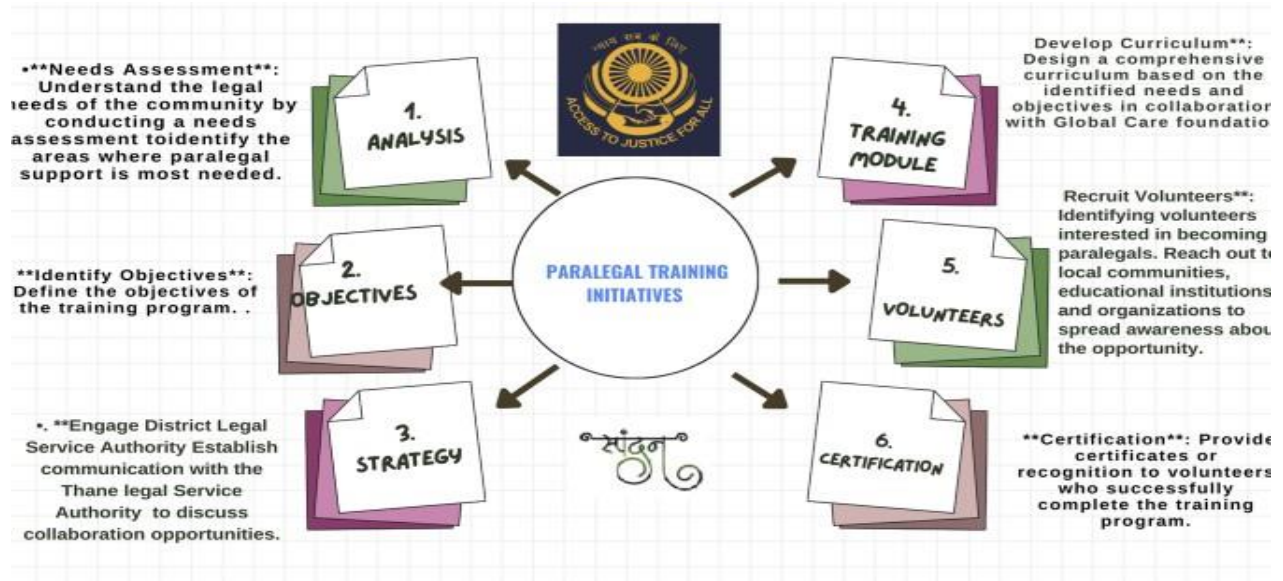 •**Needs Assessment**:
Understand the legal
needs of the community by
conducting a needs
assessment toidentify the
areas where paralegal
support is most needed.
1.
ANALYSIS
**Identify Objectives**:
Define the objectives of
the training program. .
2.
OBJECTIVES
•. **Engage District Legal
Service Authority Establish
communication with the
Thane legal Service
Authority to discuss
collaboration opportunities.
3.
STRATEGY
न्याय सब के लिए
ACCESS TO JUSTICE FOR ALL
PARALEGAL TRAINING
INITIATIVES
स्पंदन
4.
TRAINING
MODULE
Develop Curriculum**:
Design a comprehensive
curriculum based on the
identified needs and
objectives in collaboration
with Global Care foundatio
5.
VOLUNTEERS
Recruit Volunteers**:
Identifying volunteers
interested in becoming
paralegals. Reach out to
local communities,
educational institutions
and organizations to
spread awareness abou
the opportunity.
6.
CERTIFICATION
**Certification**: Provide
certificates or
recognition to volunteers
who successfully
complete the training
program.